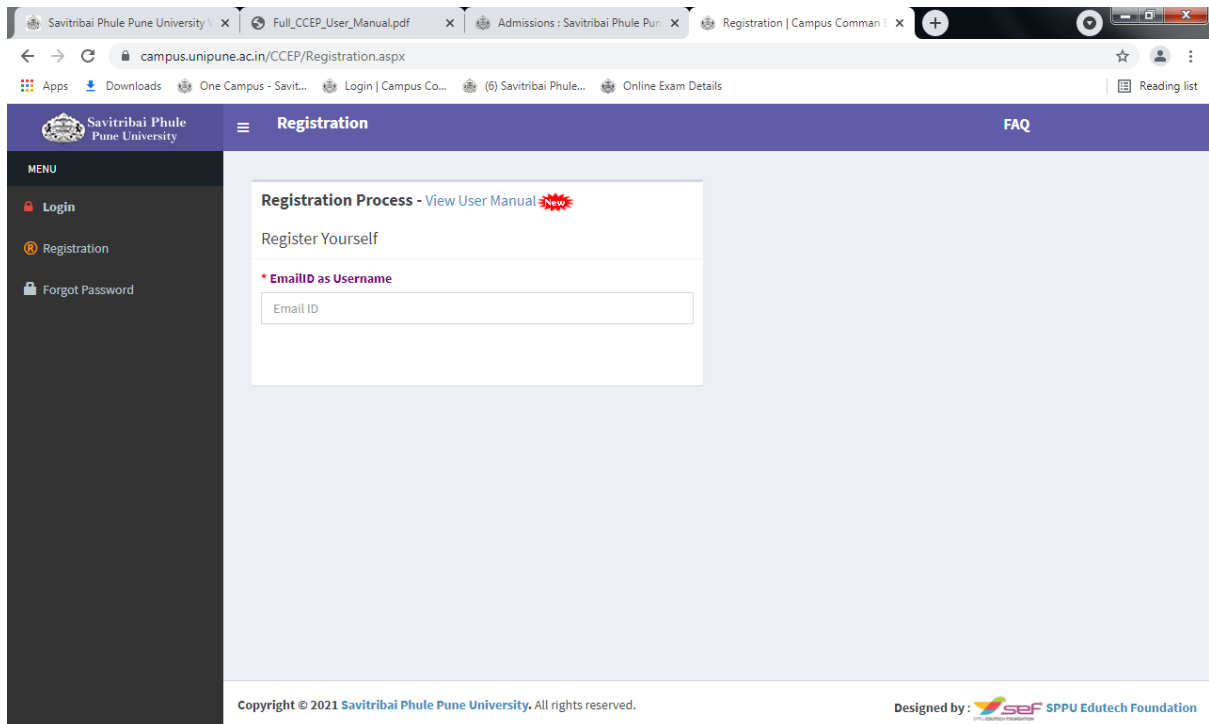 Savitribai Phule Pune University V
Full_CCEP_User_Manual.pdf
Admissions : Savitribai Phule Pun
Registration | Campus Comman E
campus.unipune.ac.in/CCEP/Registration.aspx
Apps
Downloads
One Campus - Savit...
Login | Campus Co...
(6) Savitribai Phule...
Online Exam Details
Reading list
Savitribai Phule
Pune University
Registration
FAQ
MENU
Login
Registration
Forgot Password
Registration Process - View User Manual New
Register Yourself
* EmailID as Username
Email ID
Copyright © 2021 Savitribai Phule Pune University. All rights reserved.
Designed by : sef SPPU Edutech Foundation